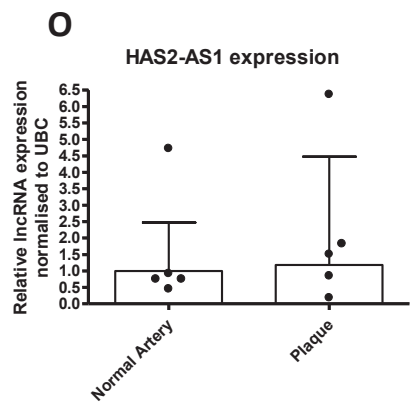 O
HAS2-AS1 expression
Relative lncRNA expression
normalised to UBC
6.5
6.0
5.5
5.0
4.5
4.0
3.5
3.0
2.5
2.0
1.5
1.0
0.5
0.0
Normal Artery
Plaque